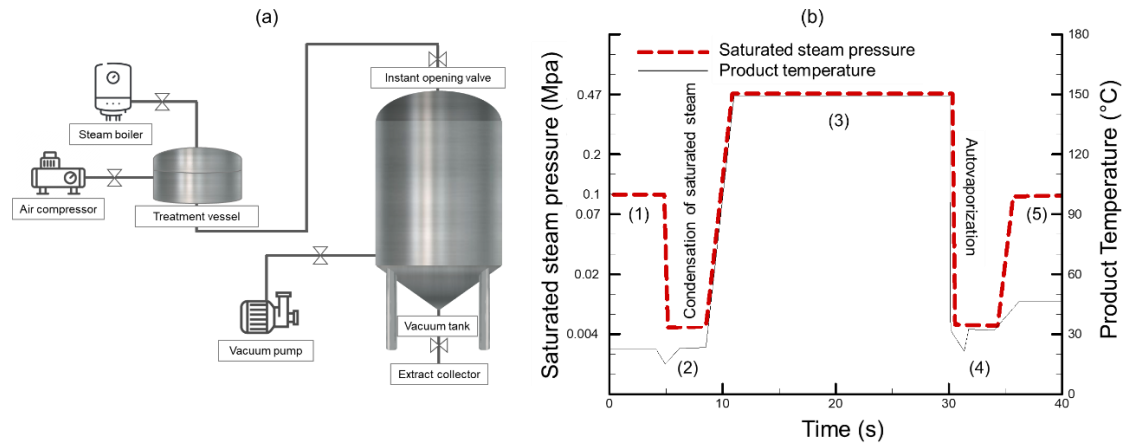 (a)
Instant opening valve
Steam boiler
Air compressor
Treatment vessel
Vacuum tank
Vacuum pump
Extract collector
(b)
Saturated steam pressure
Product temperature
Saturated steam pressure (Mpa)
0.47
0.2
0.1
0.07
0.02
0.004
Condensation of saturated steam
Autovaporization
(1)
(2)
(3)
(4)
(5)
180
150
120
90
60
30
0
Product Temperature (°C)
0
10
20
30
40
Time (s)